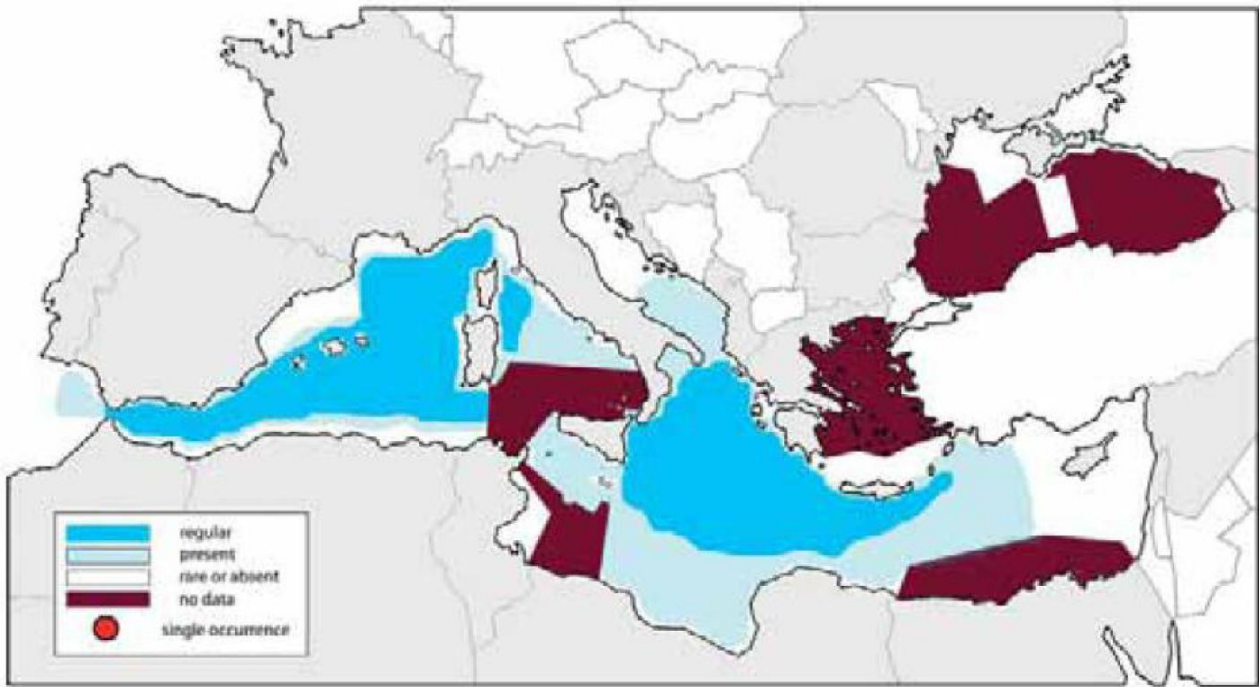 regular
present
rare or absent
no data
single occurrence